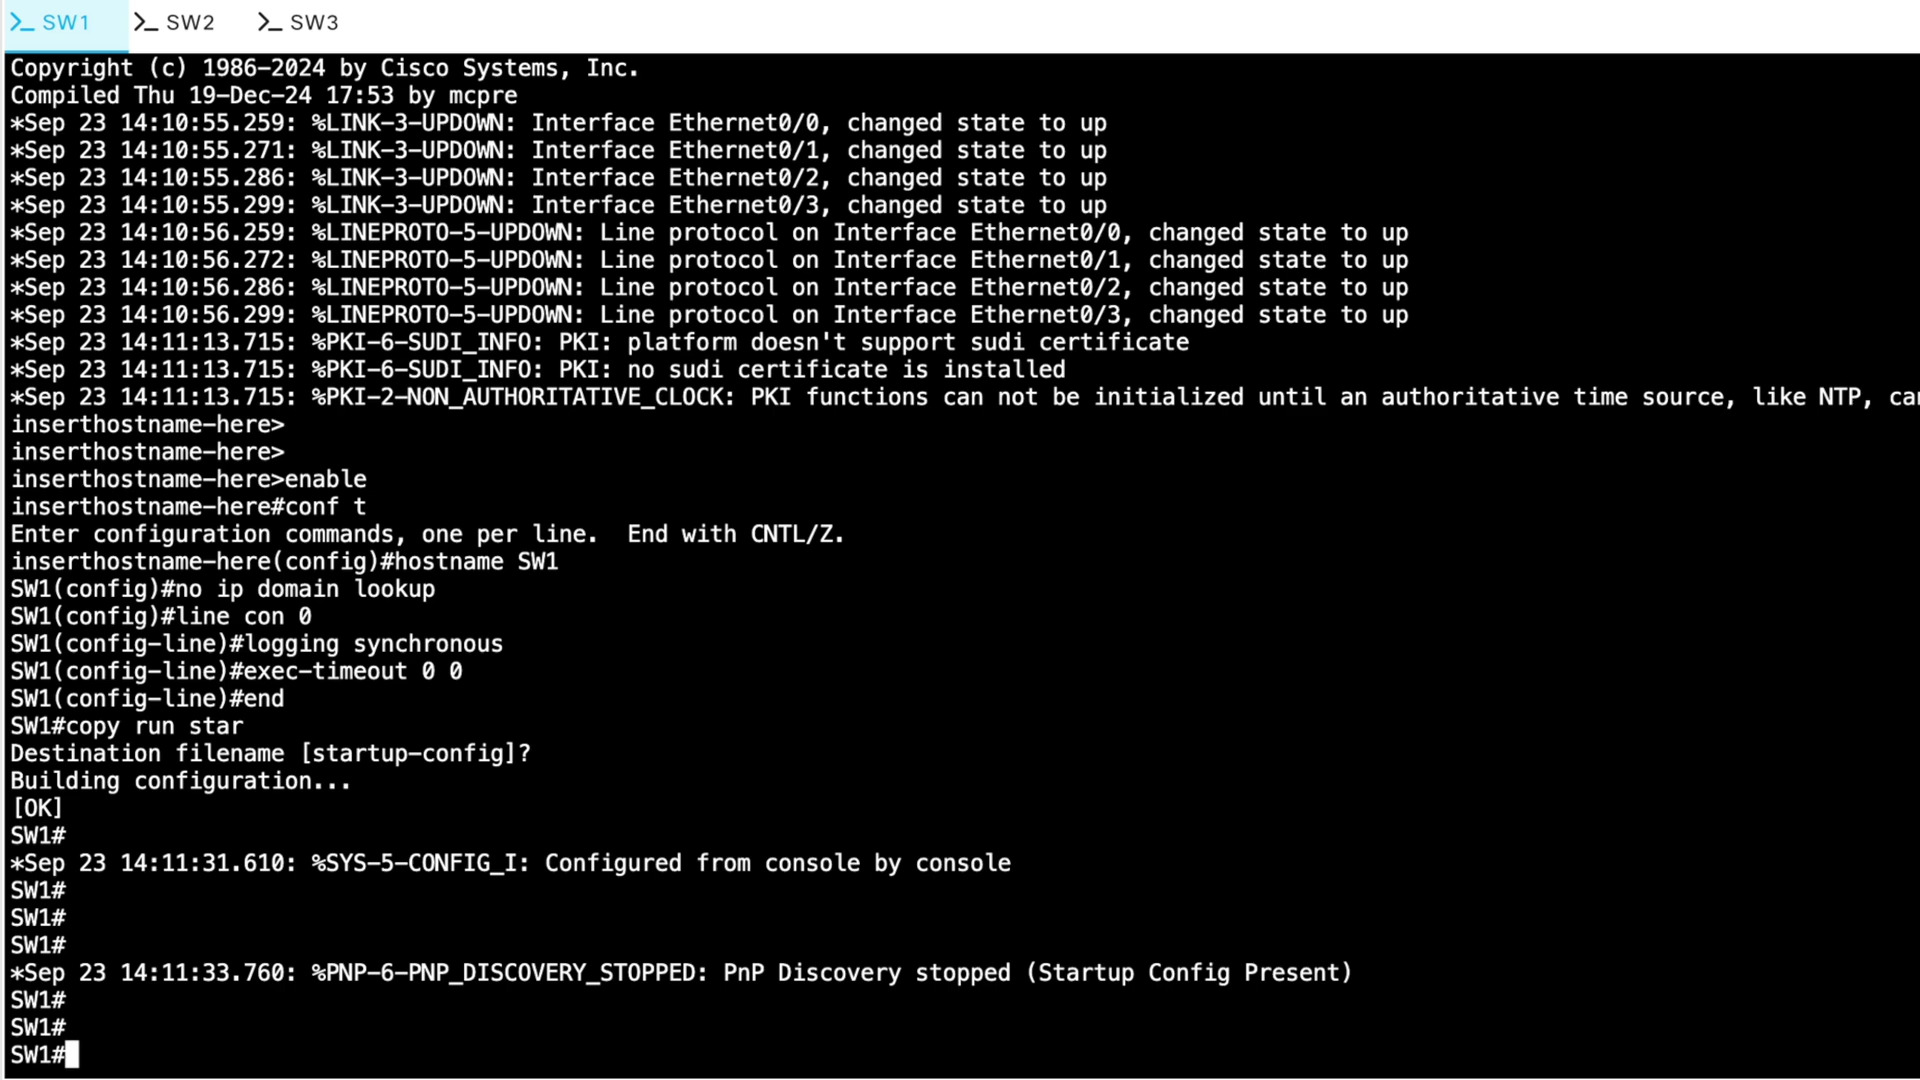 >_ SW1 >_ SW2 >_ SW3
Copyright (c) 1986-2024 by Cisco Systems, Inc.
Compiled Thu 19-Dec-24 17:53 by mcpre
*Sep 23 14:10:55.259: %LINK-3-UPDOWN: Interface Ethernet0/0, changed state to up
*Sep 23 14:10:55.271: %LINK-3-UPDOWN: Interface Ethernet0/1, changed state to up
*Sep 23 14:10:55.286: %LINK-3-UPDOWN: Interface Ethernet0/2, changed state to up
*Sep 23 14:10:55.299: %LINK-3-UPDOWN: Interface Ethernet0/3, changed state to up
*Sep 23 14:10:56.259: %LINEPROTO-5-UPDOWN: Line protocol on Interface Ethernet0/0, changed state to up
*Sep 23 14:10:56.272: %LINEPROTO-5-UPDOWN: Line protocol on Interface Ethernet0/1, changed state to up
*Sep 23 14:10:56.286: %LINEPROTO-5-UPDOWN: Line protocol on Interface Ethernet0/2, changed state to up
*Sep 23 14:10:56.299: %LINEPROTO-5-UPDOWN: Line protocol on Interface Ethernet0/3, changed state to up
*Sep 23 14:11:13.715: %PKI-6-SUDI_INFO: PKI: platform doesn't support sudi certificate
*Sep 23 14:11:13.715: %PKI-6-SUDI_INFO: PKI: no sudi certificate is installed
*Sep 23 14:11:13.715: %PKI-2-NON_AUTHORITATIVE_CLOCK: PKI functions can not be initialized until an authoritative time source, like NTP, can
inserthostname-here>
inserthostname-here>
inserthostname-here>enable
inserthostname-here#conf t
Enter configuration commands, one per line.  End with CNTL/Z.
inserthostname-here(config)#hostname SW1
SW1(config)#no ip domain lookup
SW1(config)#line con 0
SW1(config-line)#logging synchronous
SW1(config-line)#exec-timeout 0 0
SW1(config-line)#end
SW1#copy run star
Destination filename [startup-config]?
Building configuration...
[OK]
SW1#
*Sep 23 14:11:31.610: %SYS-5-CONFIG_I: Configured from console by console
SW1#
SW1#
SW1#
*Sep 23 14:11:33.760: %PNP-6-PNP_DISCOVERY_STOPPED: PnP Discovery stopped (Startup Config Present)
SW1#
SW1#
SW1#